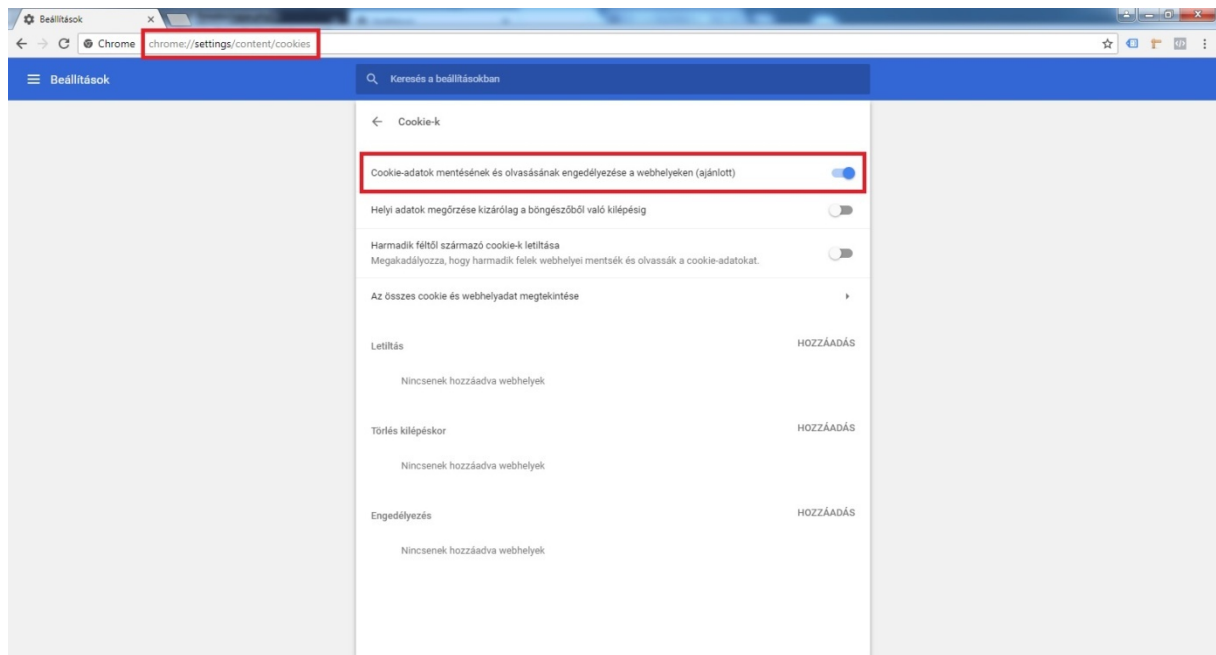 Beállítások
Chrome
chrome://settings/content/cookies
Beállítások
Keresés a beállításokban
Cookie-k
Cookie-adatok mentésének és olvasásának engedélyezése a webhelyeken (ajánlott)
Helyi adatok megőrzése kizárólag a böngészőből való kilépésig
Harmadik féltől származó cookie-k letiltása
Megakadályozza, hogy harmadik felek webhelyei mentsék és olvassák a cookie-adatokat.
Az összes cookie és webhelyadat megtekintése
Letiltás
HOZZÁADÁS
Nincsenek hozzáadva webhelyek
Törlés kilépéskor
HOZZÁADÁS
Nincsenek hozzáadva webhelyek
Engedélyezés
HOZZÁADÁS
Nincsenek hozzáadva webhelyek